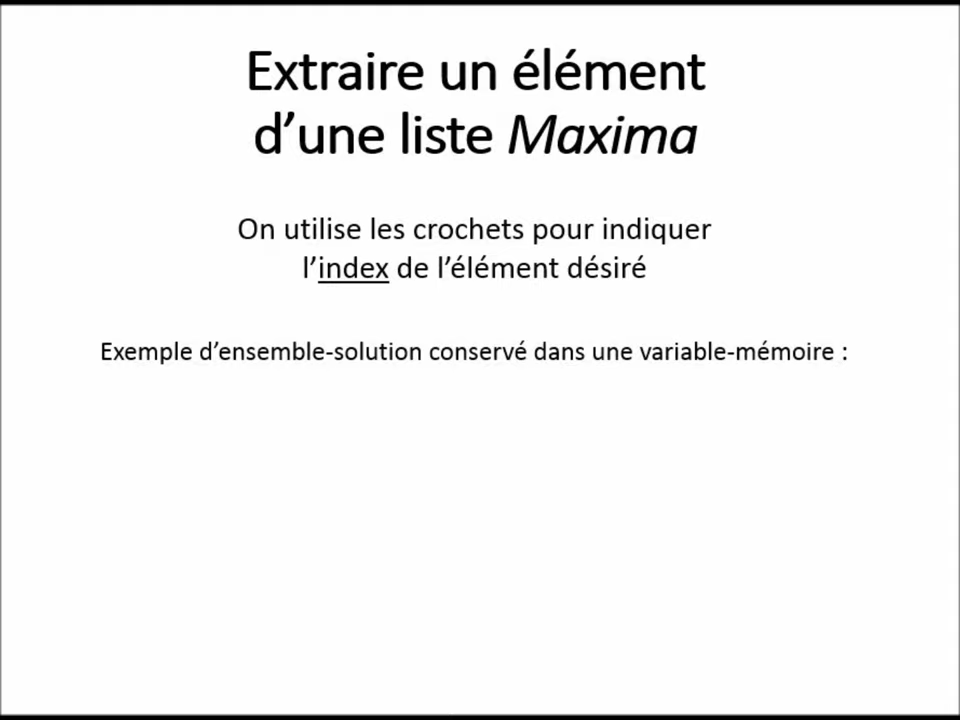 Extraire un élément
d’une liste Maxima
On utilise les crochets pour indiquer
l’index de l’élément désiré
Exemple d’ensemble-solution conservé dans une variable-mémoire :